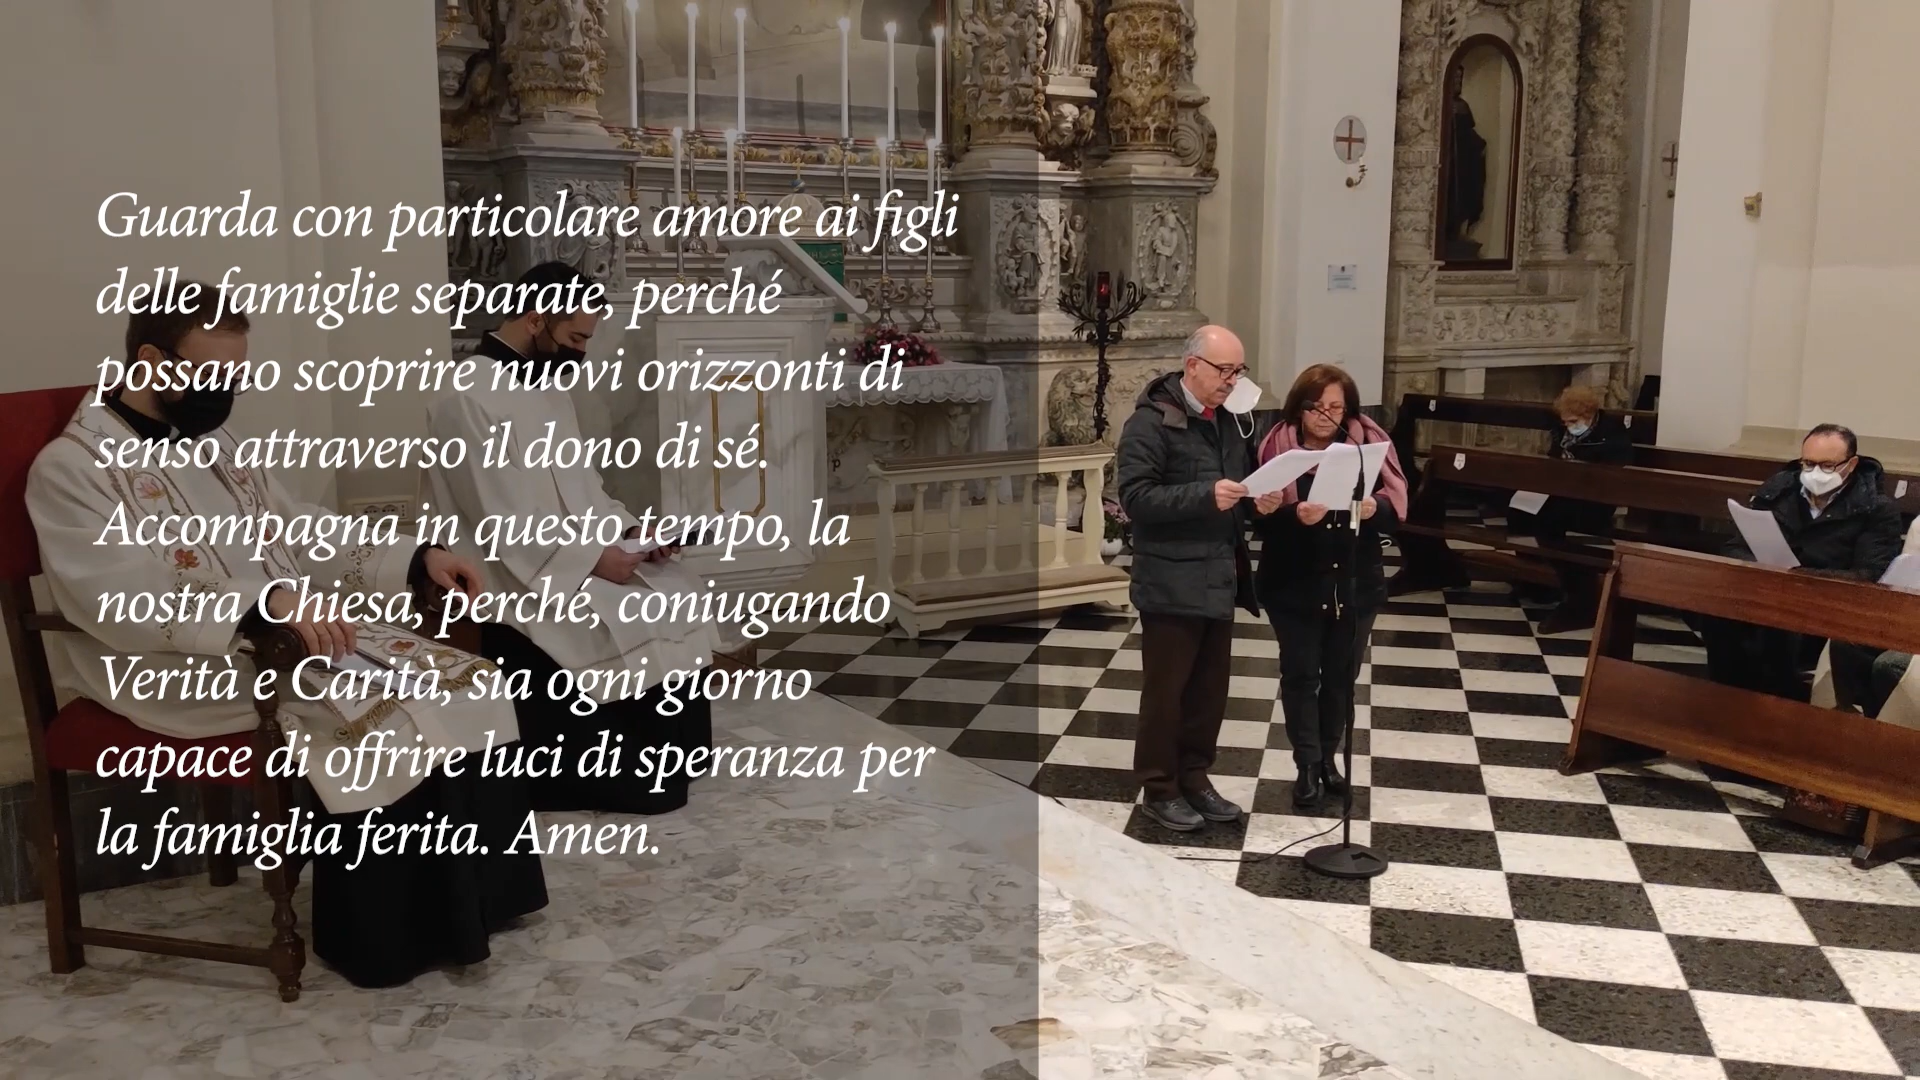 Guarda con particolare amore ai figli
delle famiglie separate, perché
possano scoprire nuovi orizzonti di
senso attraverso il dono di sé.
Accompagna in questo tempo, la
nostra Chiesa, perché, coniugando
Verità e Carità, sia ogni giorno
capace di offrire luci di speranza per
la famiglia ferita. Amen.